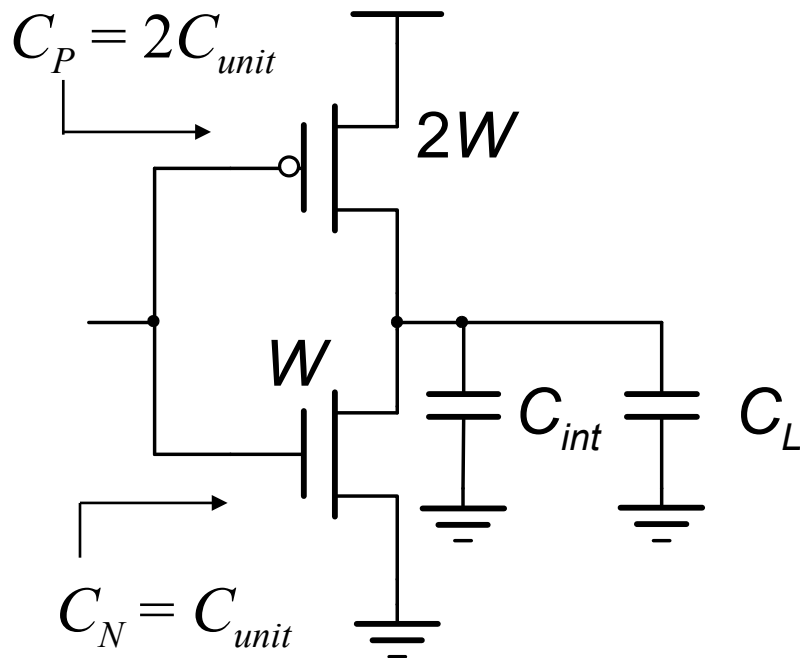 C_P = 2C_unit
2W
W
C_int
C_L
C_N = C_unit